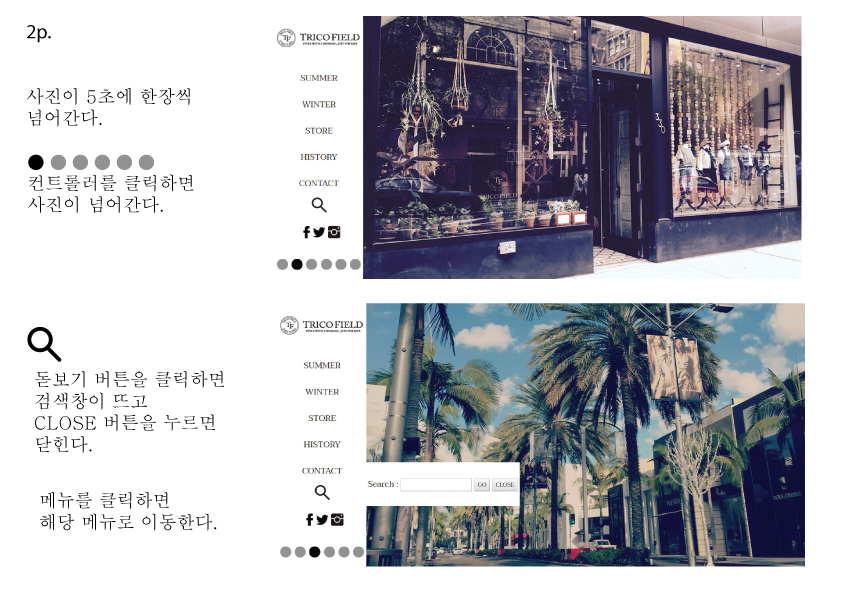 2p.
사진이 5초에 한장씩
넘어간다.
컨트롤러를 클릭하면
사진이 넘어간다.
TRICO FIELD
SUMMER
WINTER
STORE
HISTORY
CONTACT
돋보기 버튼을 클릭하면
검색창이 뜨고
CLOSE 버튼을 누르면
닫힌다.
메뉴를 클릭하면
해당 메뉴로 이동한다.
TRICO FIELD
SUMMER
WINTER
STORE
HISTORY
CONTACT
Search : GO CLOSE